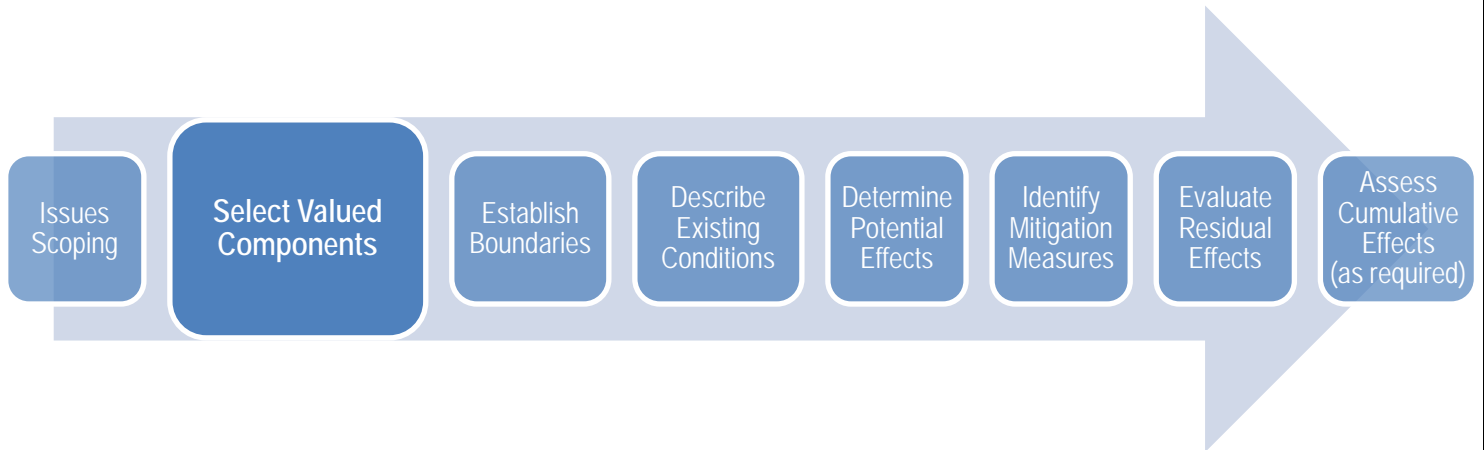 Issues
Scoping
Select Valued
Components
Establish
Boundaries
Describe
Existing
Conditions
Determine
Potential
Effects
Identify
Mitigation
Measures
Evaluate
Residual
Effects
Assess
Cumulative
Effects
(as required)